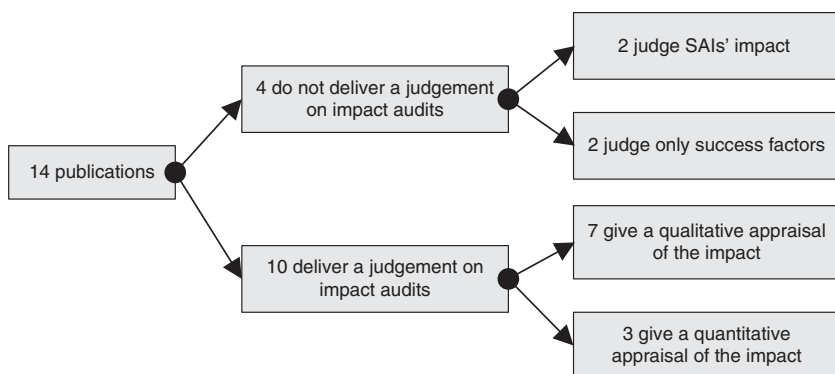 14 publications
4 do not deliver a judgement
on impact audits
2 judge SAIs' impact
2 judge only success factors
10 deliver a judgement on
impact audits
7 give a qualitative appraisal
of the impact
3 give a quantitative
appraisal of the impact